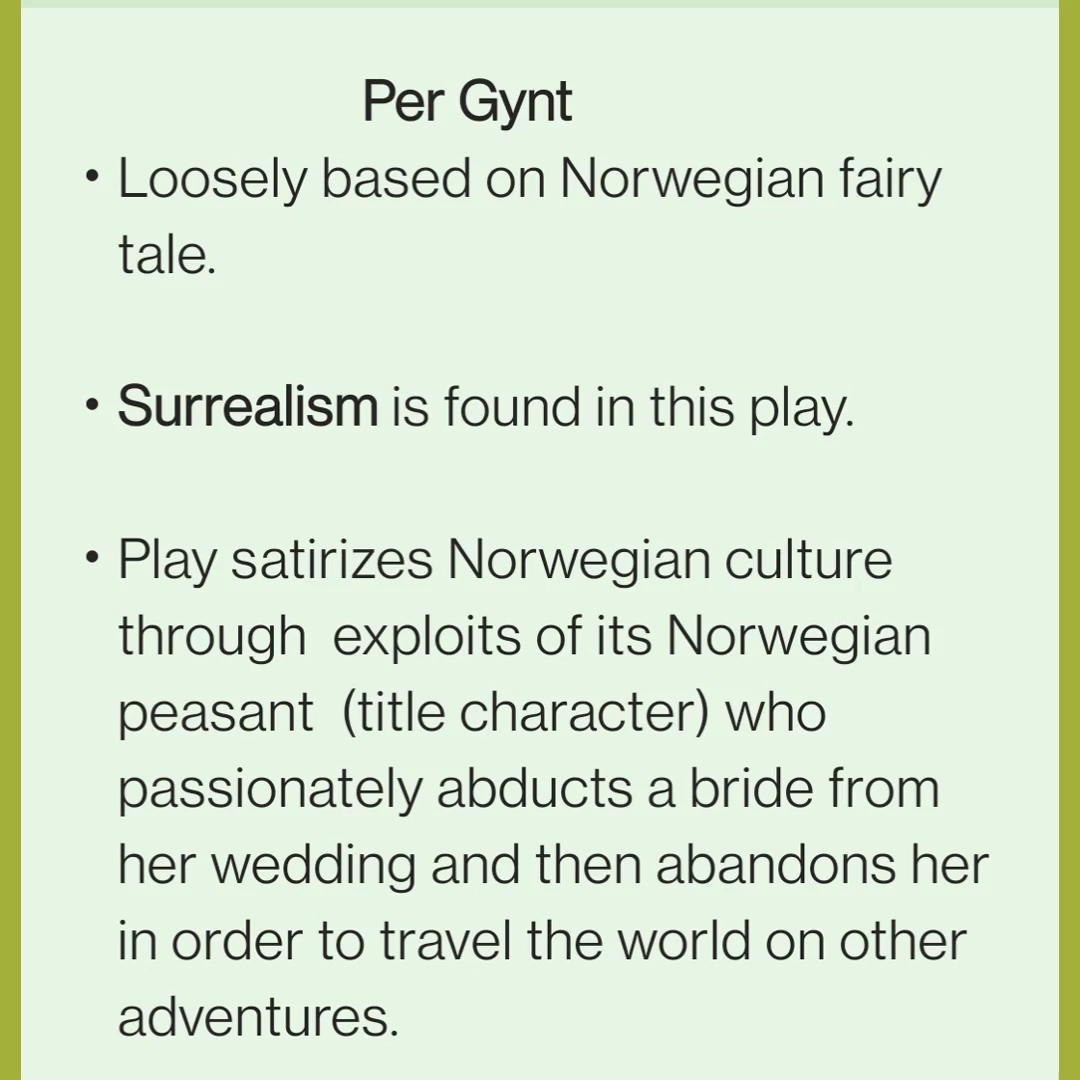 Per Gynt
• Loosely based on Norwegian fairy
tale.
• Surrealism is found in this play.
• Play satirizes Norwegian culture
through  exploits of its Norwegian
peasant  (title character) who
passionately abducts a bride from
her wedding and then abandons her
in order to travel the world on other
adventures.